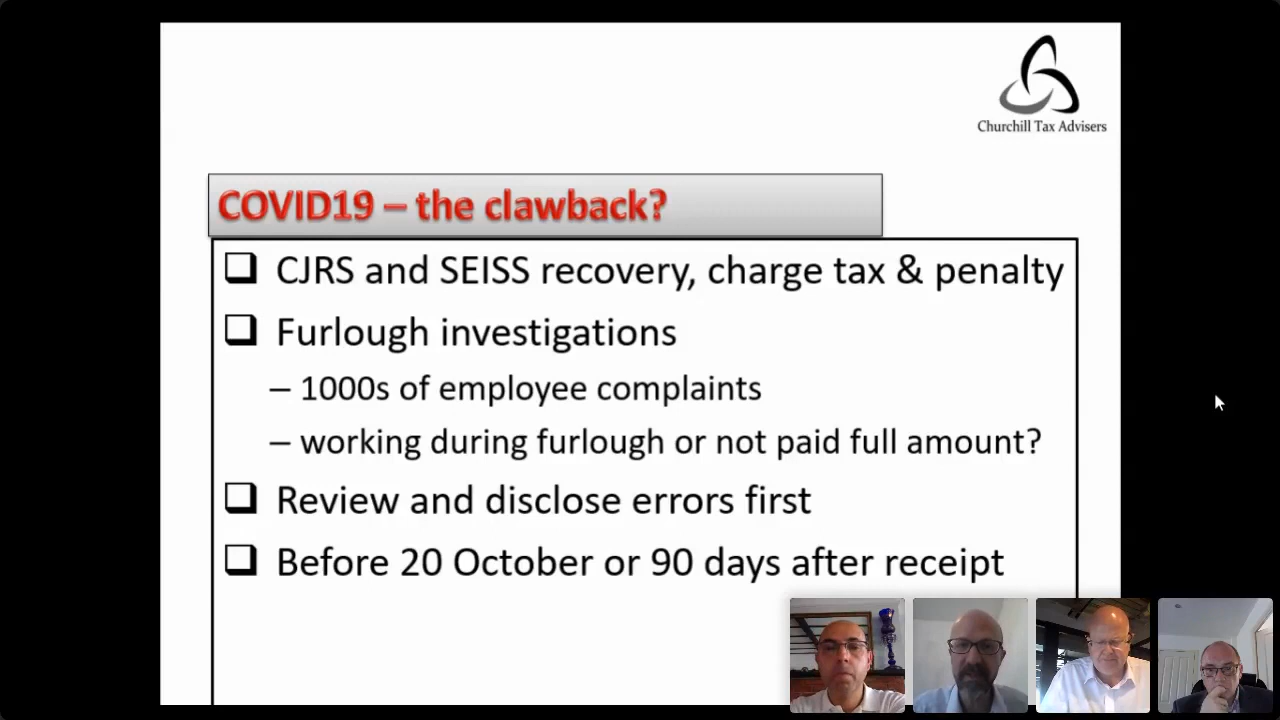 Churchill Tax Advisers
COVID19 – the clawback?
CJRS and SEISS recovery, charge tax & penalty
Furlough investigations
– 1000s of employee complaints
– working during furlough or not paid full amount?
Review and disclose errors first
Before 20 October or 90 days after receipt